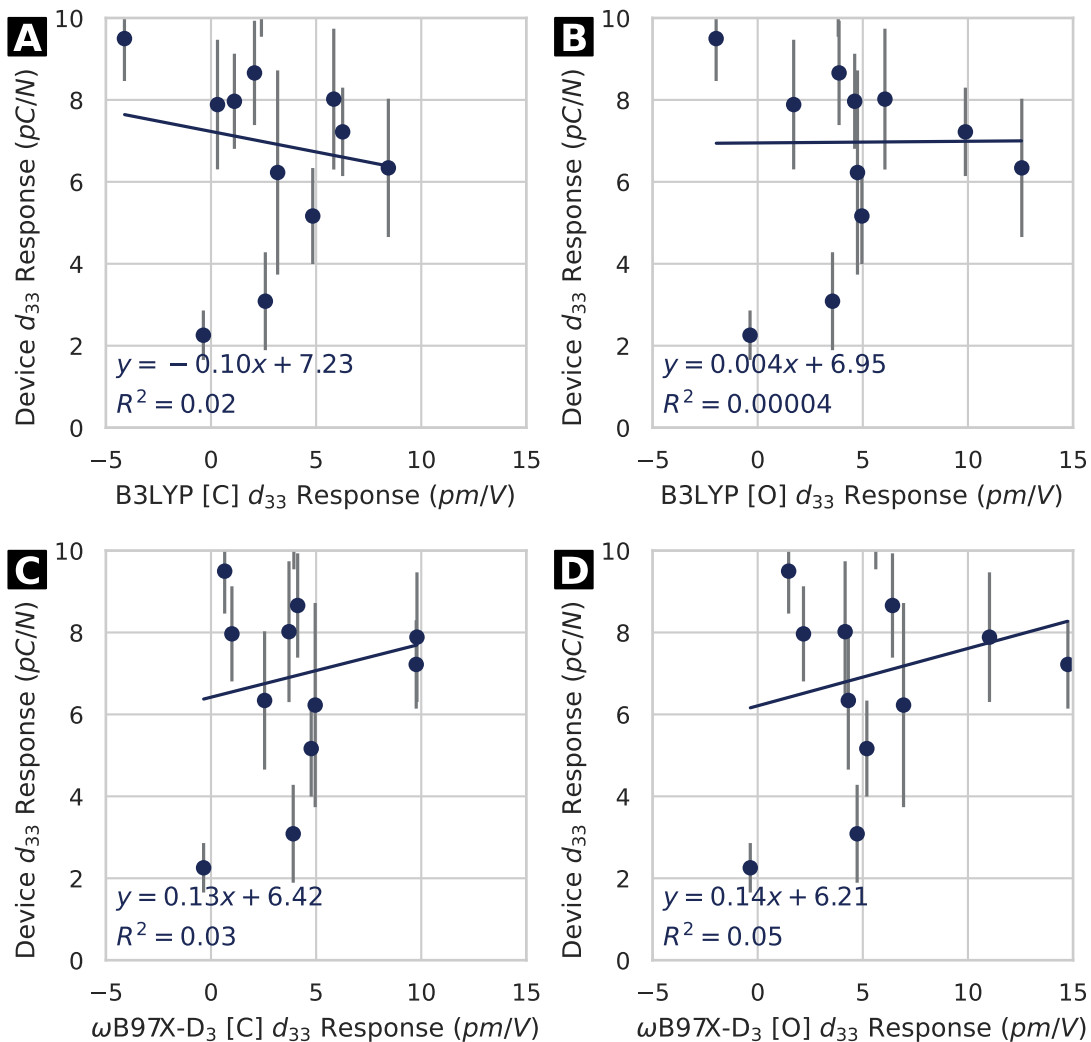 A
Device d33 Response (pC/N)
10
8
6
4
2
0
y = −0.10x + 7.23
R² = 0.02
−5 0 5 10 15
B3LYP [C] d33 Response (pm/V)
B
Device d33 Response (pC/N)
10
8
6
4
2
0
y = 0.004x + 6.95
R² = 0.00004
−5 0 5 10 15
B3LYP [O] d33 Response (pm/V)
C
Device d33 Response (pC/N)
10
8
6
4
2
0
y = 0.13x + 6.42
R² = 0.03
−5 0 5 10 15
ωB97X-D3 [C] d33 Response (pm/V)
D
Device d33 Response (pC/N)
10
8
6
4
2
0
y = 0.14x + 6.21
R² = 0.05
−5 0 5 10 15
ωB97X-D3 [O] d33 Response (pm/V)